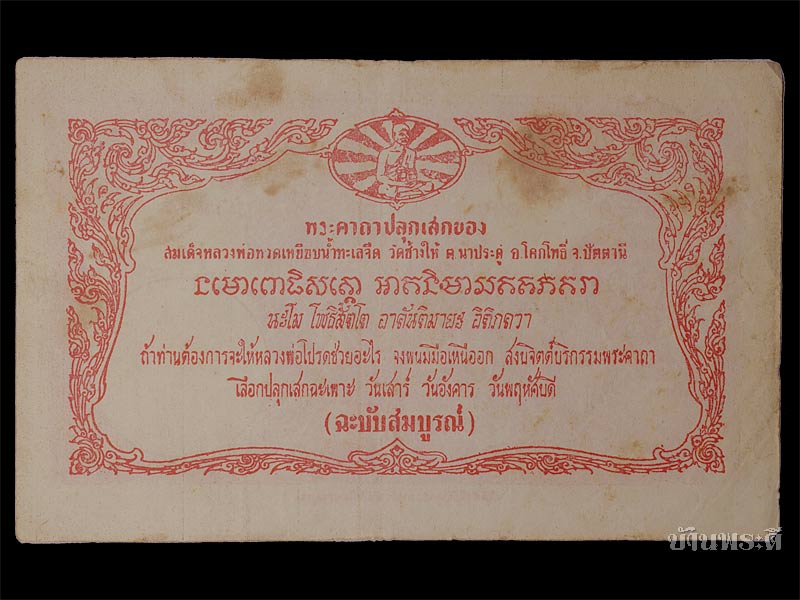 พระคาถาปลุกเสกของ
สมเด็จหลวงพ่อทวดเหยียบน้ำทะเลจืด วัดช้างให้ ต.นาประดู่ อ.โคกโพธิ์ จ.ปัตตานี
นะโม โพธิสัตโต อาคันติมายะ อิติภควา
ถ้าท่านต้องการจะให้หลวงพ่อโปรดช่วยอะไร จงพนมมือเหนืออก สงบจิตต์บริกรรมพระคาถา
เลือกปลุกเสกฉะเพาะ วันเสาร์ วันอังคาร วันพฤหัศบดี
(ฉะบับสมบูรณ์)
บ้านพระดี